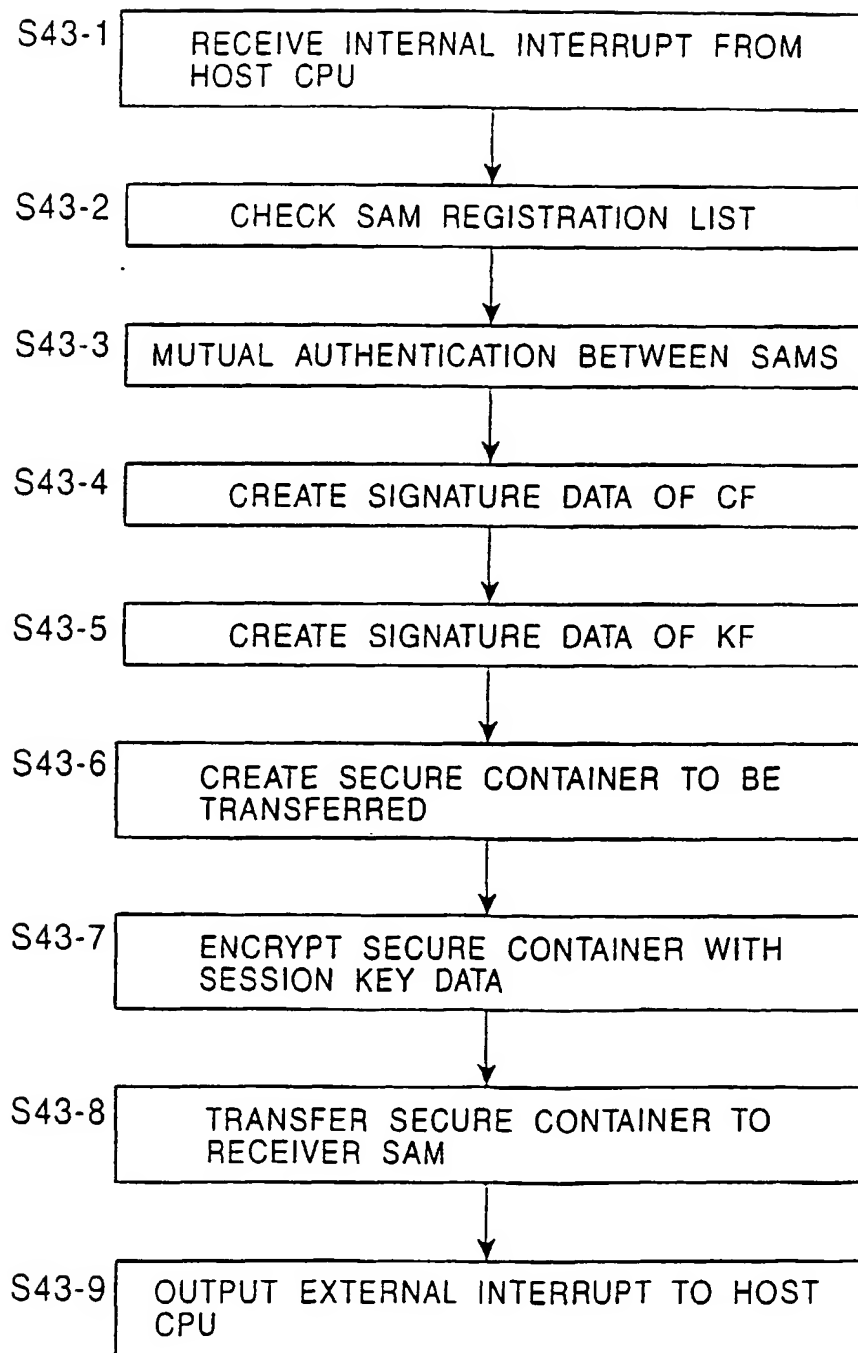 S43-1
RECEIVE INTERNAL INTERRUPT FROM
HOST CPU
S43-2
CHECK SAM REGISTRATION LIST
S43-3
MUTUAL AUTHENTICATION BETWEEN SAMS
S43-4
CREATE SIGNATURE DATA OF CF
S43-5
CREATE SIGNATURE DATA OF KF
S43-6
CREATE SECURE CONTAINER TO BE
TRANSFERRED
S43-7
ENCRYPT SECURE CONTAINER WITH
SESSION KEY DATA
S43-8
TRANSFER SECURE CONTAINER TO
RECEIVER SAM
S43-9
OUTPUT EXTERNAL INTERRUPT TO HOST
CPU